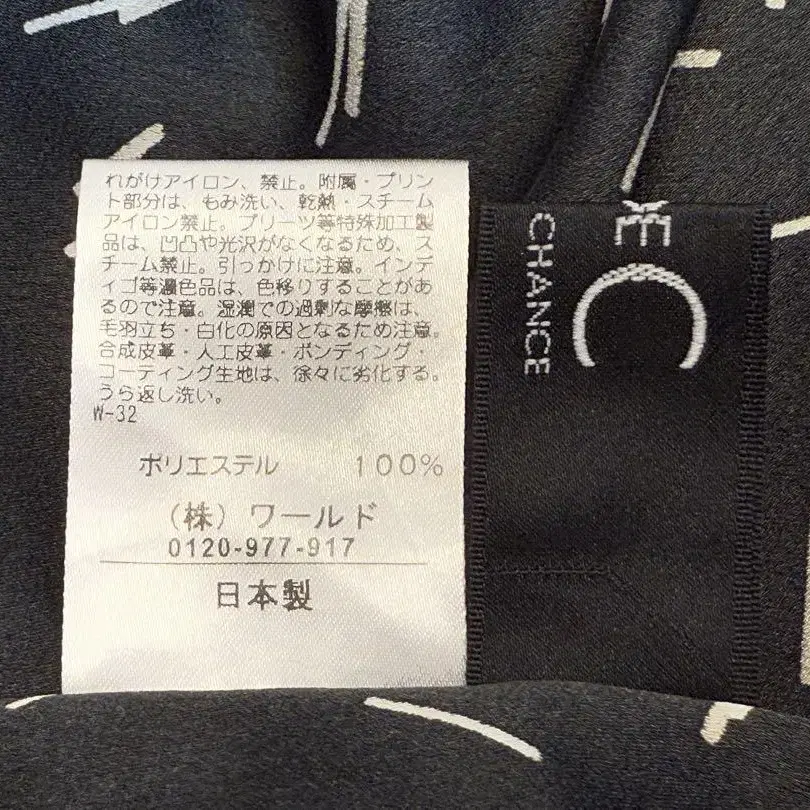 れがけアイロン、禁止。附属・プリン
ト部分は、もみ洗い、乾熱・スチーム
アイロン禁止。プリーツ等特殊加工製
品は、凹凸や光沢がなくなるため、ス
チーム禁止。引っかけに注意。インデ
ィゴ等濃色品は、色移りすることがあ
るので注意。湿潤での過剰な摩擦は、
毛羽立ち・白化の原因となるため注意。
合成皮革・人工皮革・ボンディング・
コーティング生地は、徐々に劣化する。
うら返し洗い。
W-32
ポリエステル 100%
(株) ワールド
0120-977-917
日本製
C
CHANCE